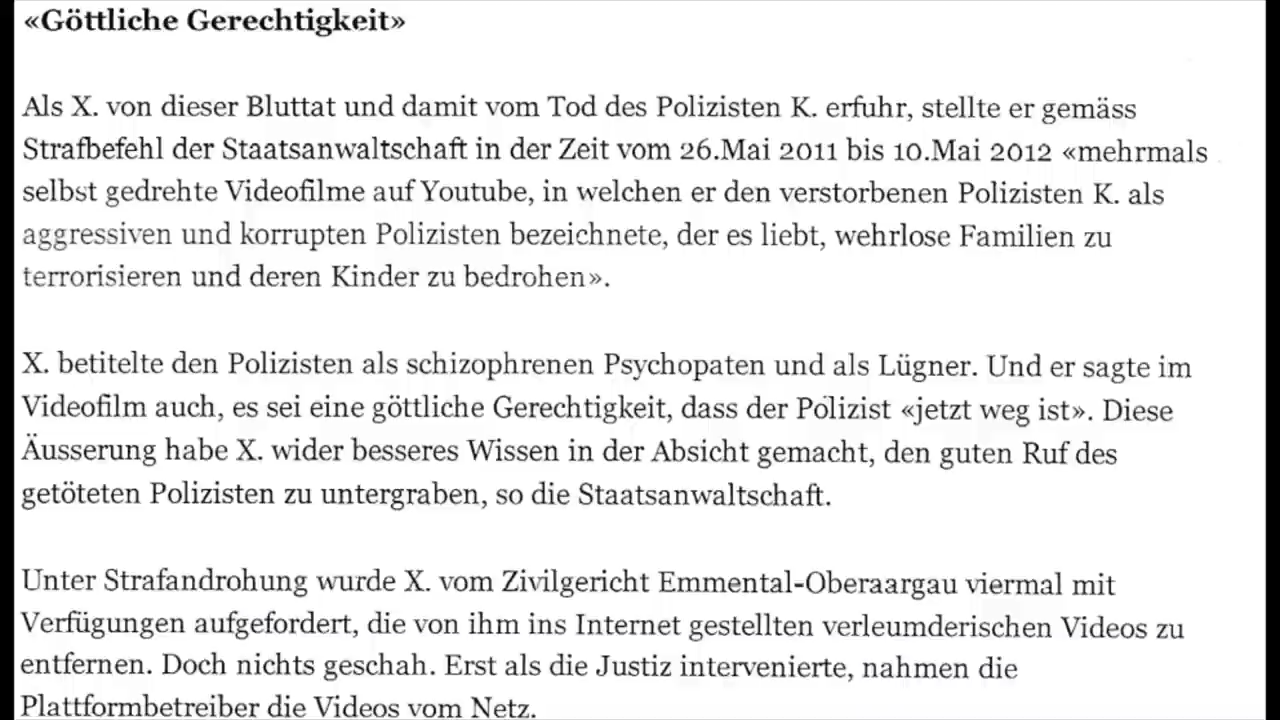 «Göttliche Gerechtigkeit»
Als X. von dieser Bluttat und damit vom Tod des Polizisten K. erfuhr, stellte er gemäss
Strafbefehl der Staatsanwaltschaft in der Zeit vom 26.Mai 2011 bis 10.Mai 2012 «mehrmals
selbst gedrehte Videofilme auf Youtube, in welchen er den verstorbenen Polizisten K. als
aggressiven und korrupten Polizisten bezeichnete, der es liebt, wehrlose Familien zu
terrorisieren und deren Kinder zu bedrohen».
X. betitelte den Polizisten als schizophrenen Psychopaten und als Lügner. Und er sagte im
Videofilm auch, es sei eine göttliche Gerechtigkeit, dass der Polizist «jetzt weg ist». Diese
Äusserung habe X. wider besseres Wissen in der Absicht gemacht, den guten Ruf des
getöteten Polizisten zu untergraben, so die Staatsanwaltschaft.
Unter Strafandrohung wurde X. vom Zivilgericht Emmental-Oberaargau viermal mit
Verfügungen aufgefordert, die von ihm ins Internet gestellten verleumderischen Videos zu
entfernen. Doch nichts geschah. Erst als die Justiz intervenierte, nahmen die
Plattformbetreiber die Videos vom Netz.